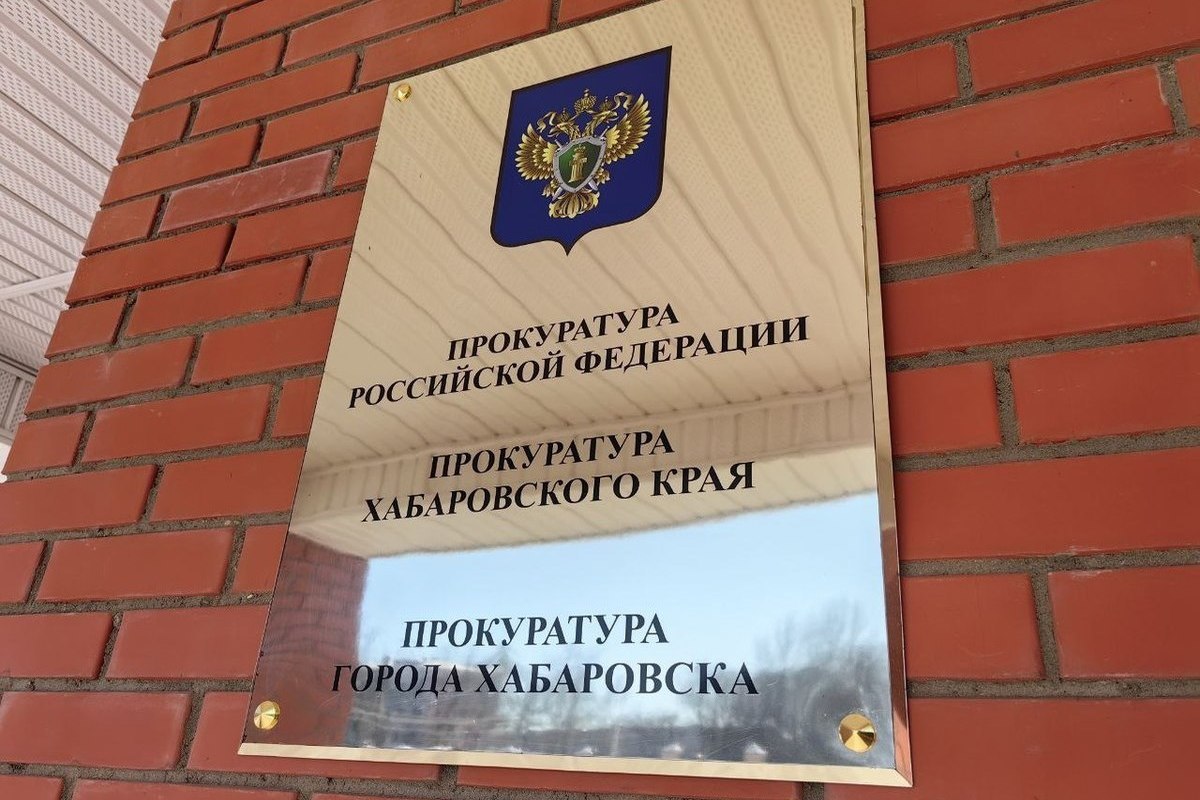 ПРОКУРАТУРА
РОССИЙСКОЙ ФЕДЕРАЦИИ
ПРОКУРАТУРА
ХАБАРОВСКОГО КРАЯ
ПРОКУРАТУРА
ГОРОДА ХАБАРОВСКА